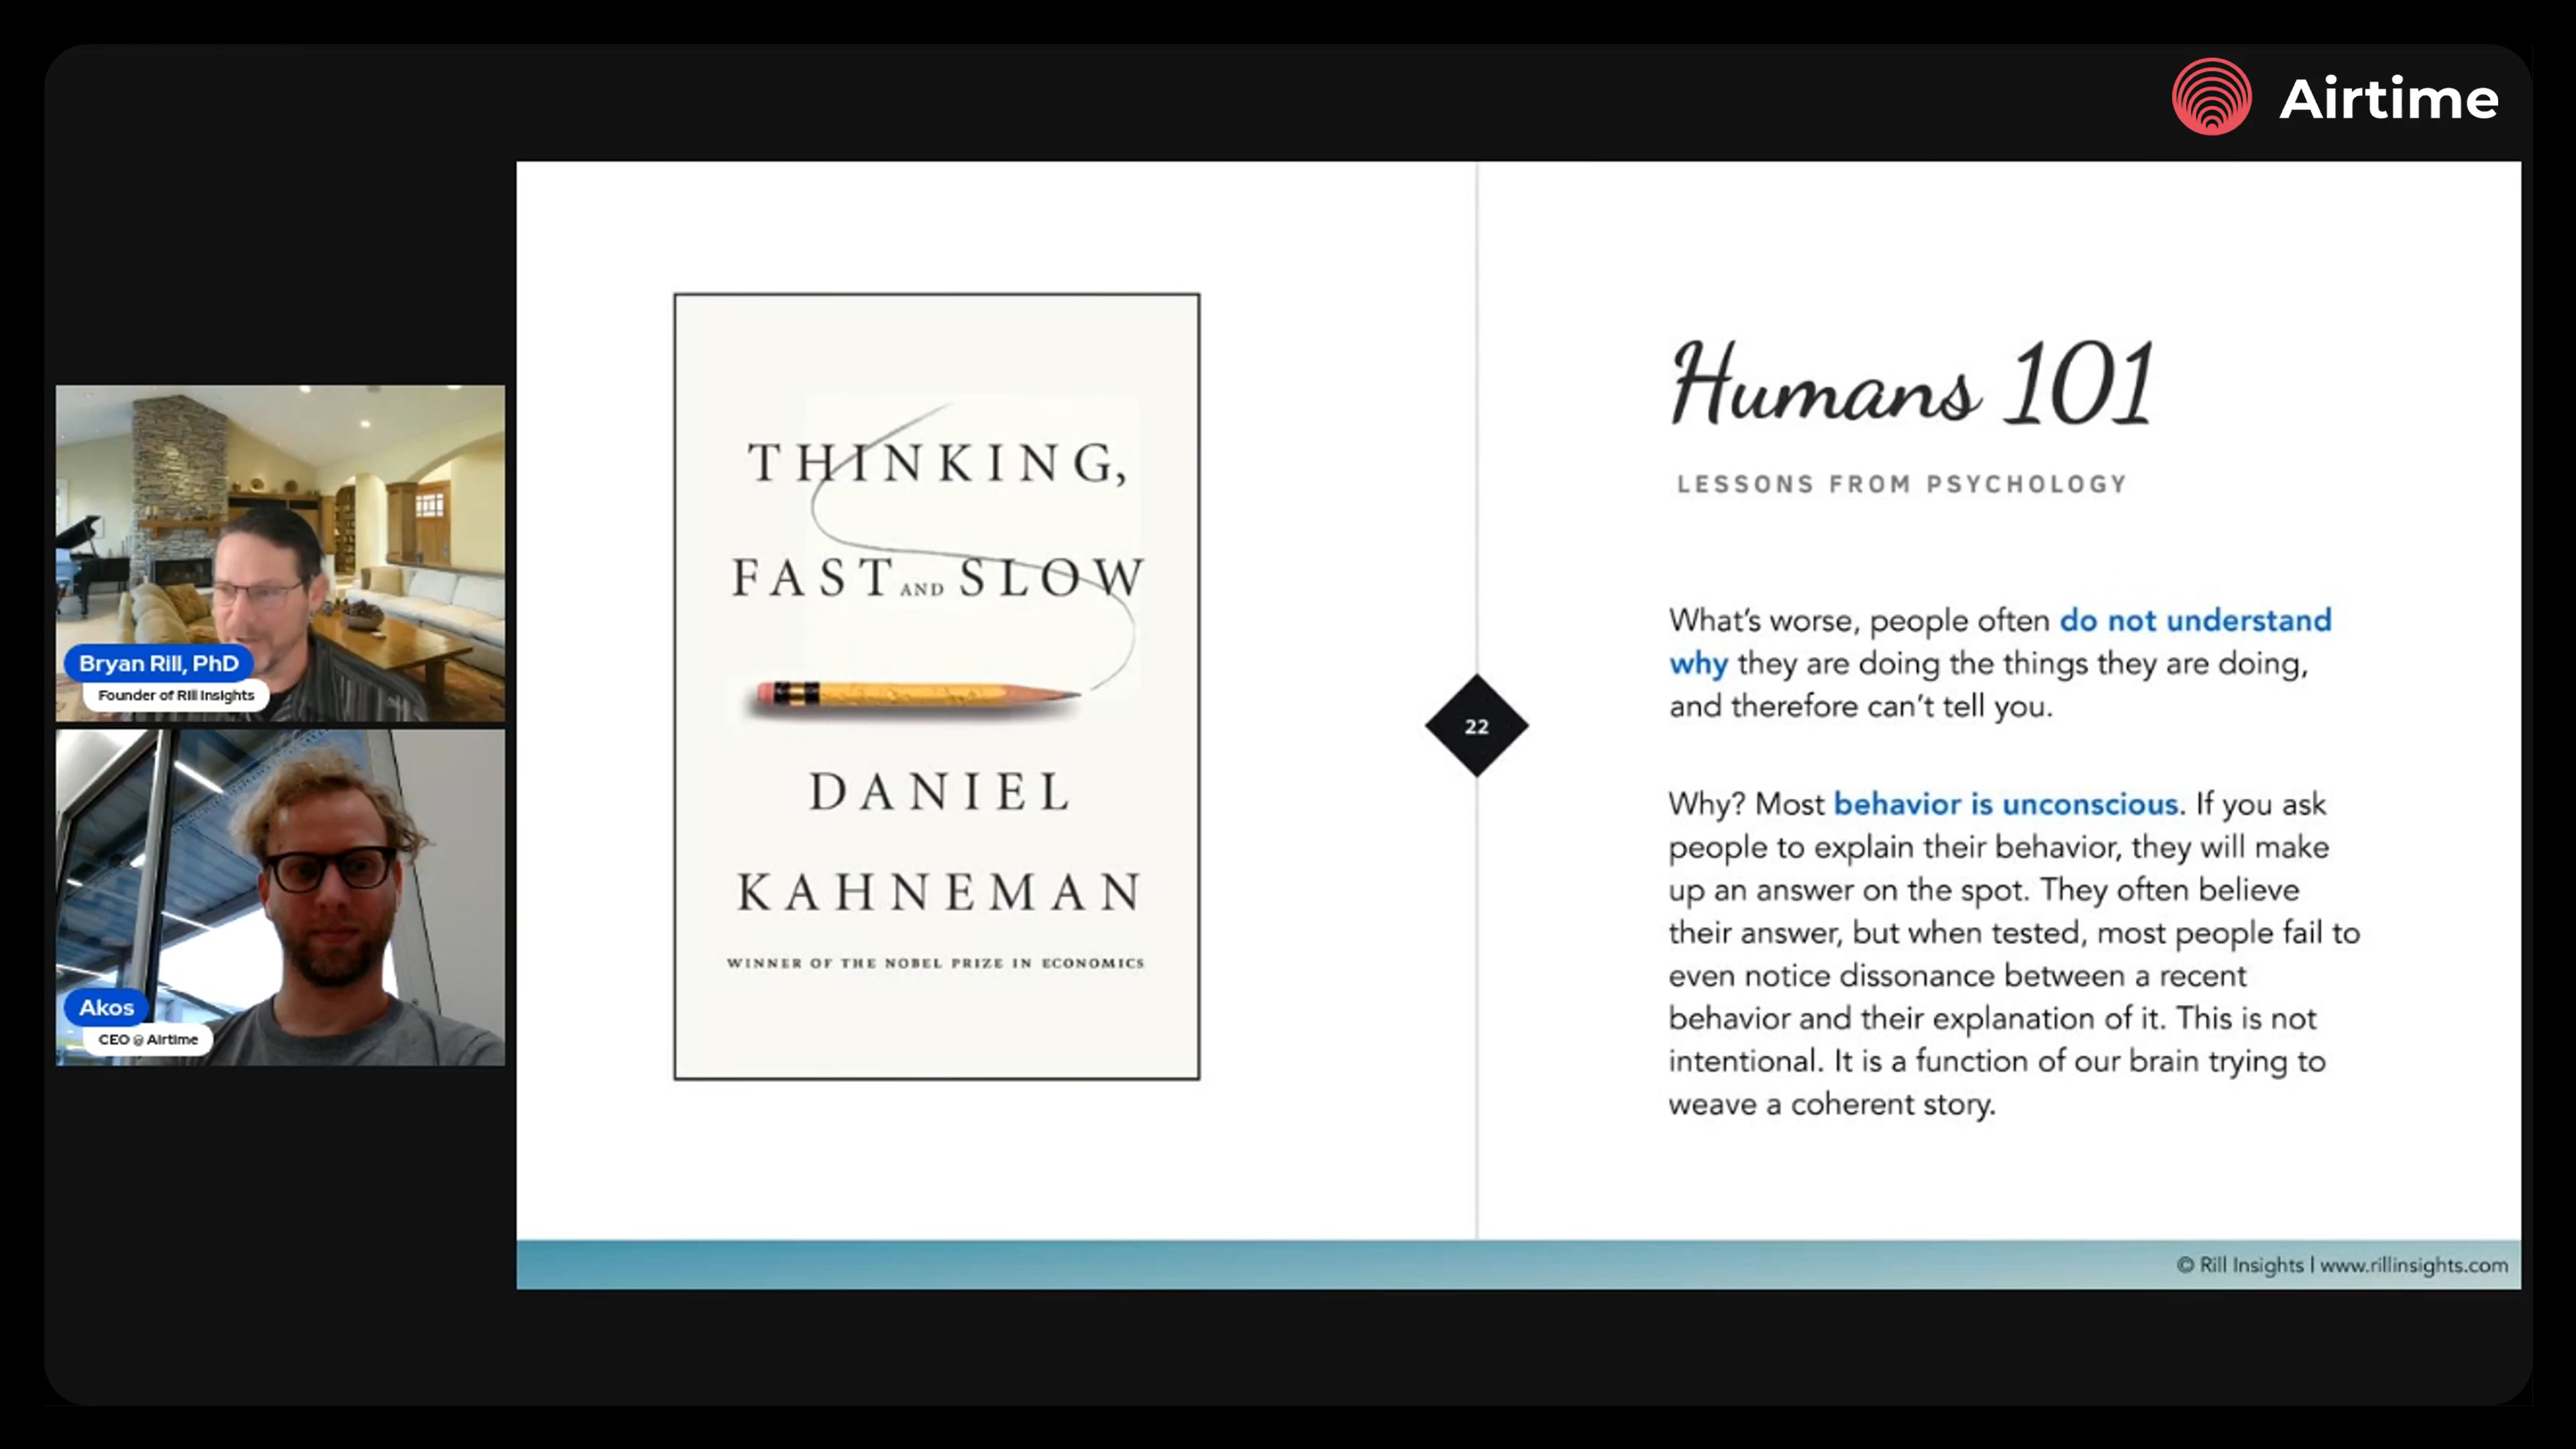 Airtime
Bryan Rill, PhD
Founder of Rill Insights
Akos
CEO @ Airtime
THINKING,
FAST AND SLOW
DANIEL
KAHNEMAN
WINNER OF THE NOBEL PRIZE IN ECONOMICS
22
Humans 101
LESSONS FROM PSYCHOLOGY
What's worse, people often do not understand
why they are doing the things they are doing,
and therefore can't tell you.
Why? Most behavior is unconscious. If you ask
people to explain their behavior, they will make
up an answer on the spot. They often believe
their answer, but when tested, most people fail to
even notice dissonance between a recent
behavior and their explanation of it. This is not
intentional. It is a function of our brain trying to
weave a coherent story.
© Rill Insights | www.rillinsights.com